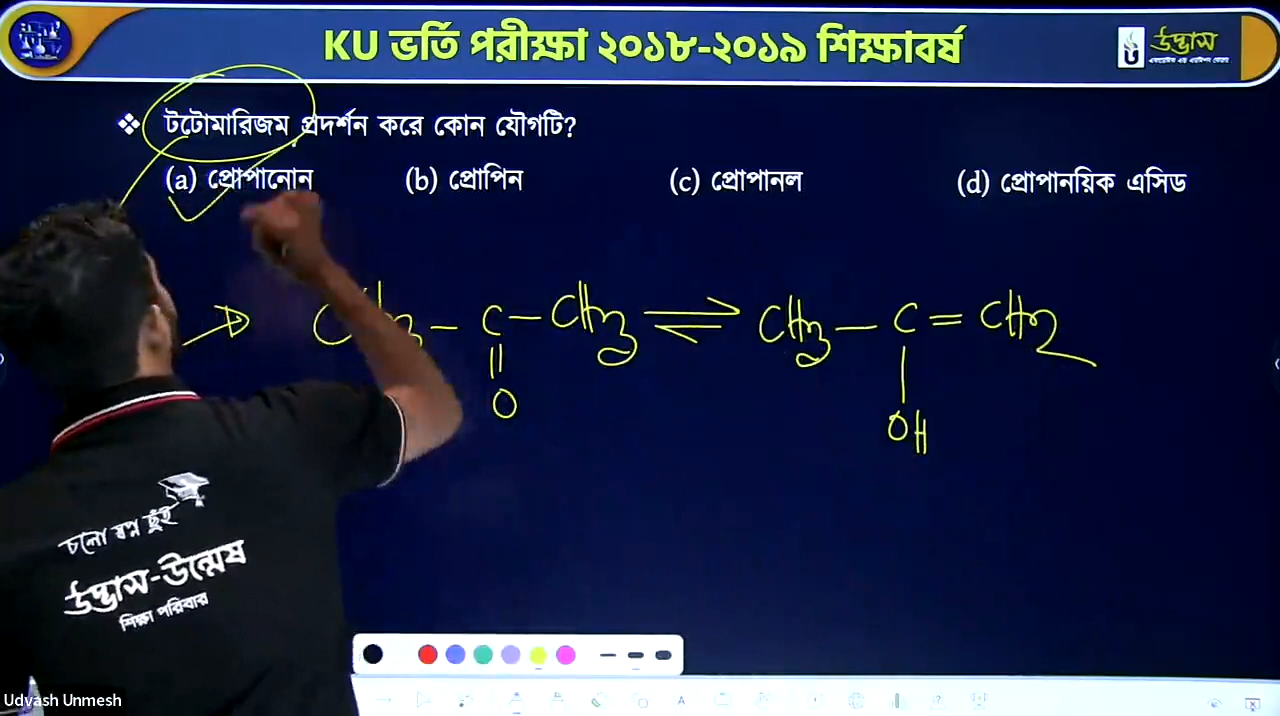 KU ভর্তি পরীক্ষা ২০১৮-২০১৯ শিক্ষাবর্ষ
উদ্ভাস
❖ টটোমারিজম প্রদর্শন করে কোন যৌগটি?
(a) প্রোপানোন (b) প্রোপিন (c) প্রোপানল (d) প্রোপানয়িক এসিড
C 3 – C – CH3 ⇌ CH3 – C = CH2
|| |
O OH
চলো স্বপ্ন ছুঁই
উদ্ভাস-উন্মেষ
শিক্ষা পরিবার
Udvash Unmesh